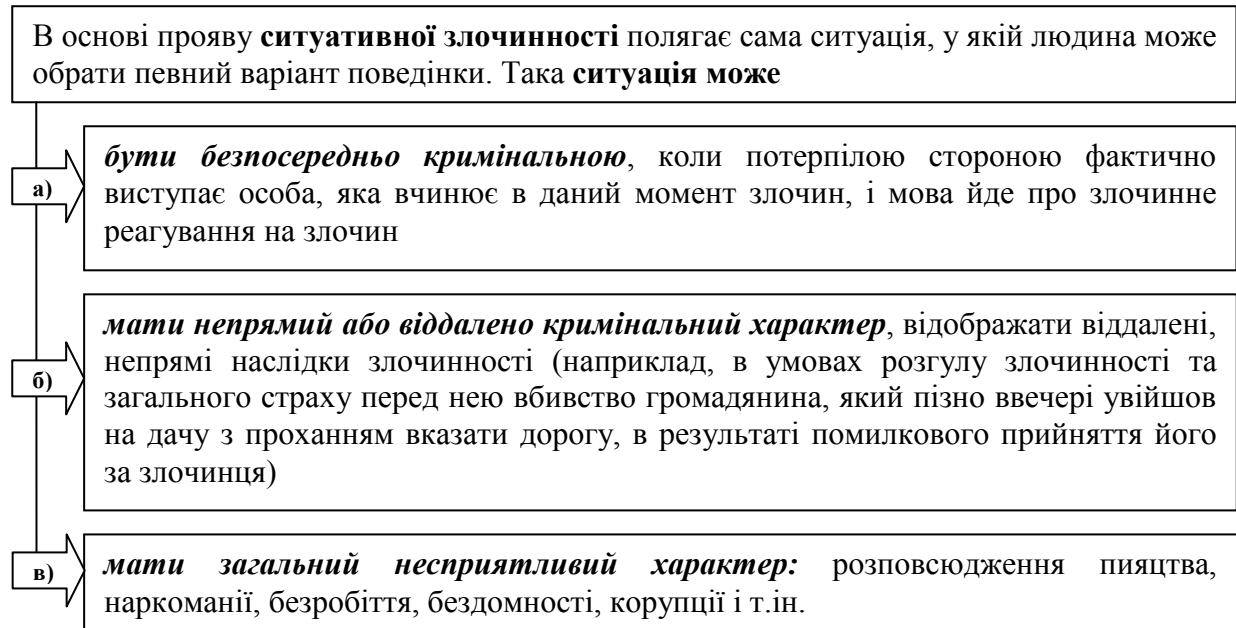 В основі прояву ситуативної злочинності полягає сама ситуація, у якій людина може
обрати певний варіант поведінки. Така ситуація може
а)
бути безпосередньо кримінальною, коли потерпілою стороною фактично
виступає особа, яка вчинює в даний момент злочин, і мова йде про злочинне
реагування на злочин
б)
мати непрямий або віддалено кримінальний характер, відображати віддалені,
непрямі наслідки злочинності (наприклад, в умовах розгулу злочинності та
загального страху перед нею вбивство громадянина, який пізно ввечері увійшов
на дачу з проханням вказати дорогу, в результаті помилкового прийняття його
за злочинця)
в)
мати загальний несприятливий характер: розповсюдження пияцтва,
наркоманії, безробіття, бездомності, корупції і т.ін.